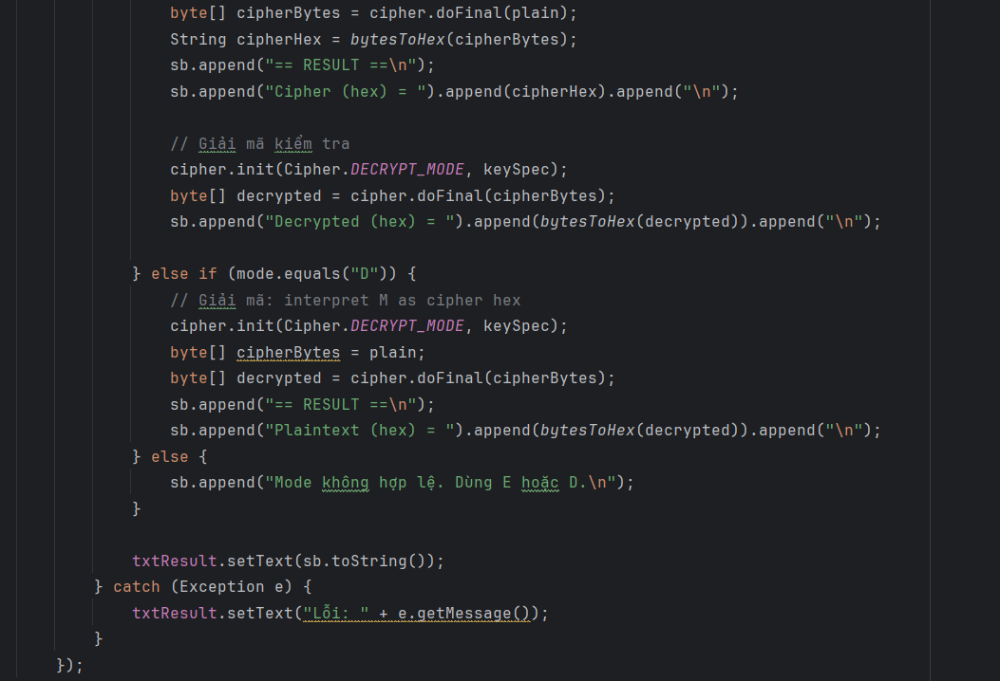 byte[] cipherBytes = cipher.doFinal(plain);
String cipherHex = bytesToHex(cipherBytes);
sb.append("== RESULT ==\n");
sb.append("Cipher (hex) = ").append(cipherHex).append("\n");
// Giải mã kiểm tra
cipher.init(Cipher.DECRYPT_MODE, keySpec);
byte[] decrypted = cipher.doFinal(cipherBytes);
sb.append("Decrypted (hex) = ").append(bytesToHex(decrypted)).append("\n");
} else if (mode.equals("D")) {
// Giải mã: interpret M as cipher hex
cipher.init(Cipher.DECRYPT_MODE, keySpec);
byte[] cipherBytes = plain;
byte[] decrypted = cipher.doFinal(cipherBytes);
sb.append("== RESULT ==\n");
sb.append("Plaintext (hex) = ").append(bytesToHex(decrypted)).append("\n");
} else {
sb.append("Mode không hợp lệ. Dùng E hoặc D.\n");
}
txtResult.setText(sb.toString());
} catch (Exception e) {
txtResult.setText("Lỗi: " + e.getMessage());
}
});